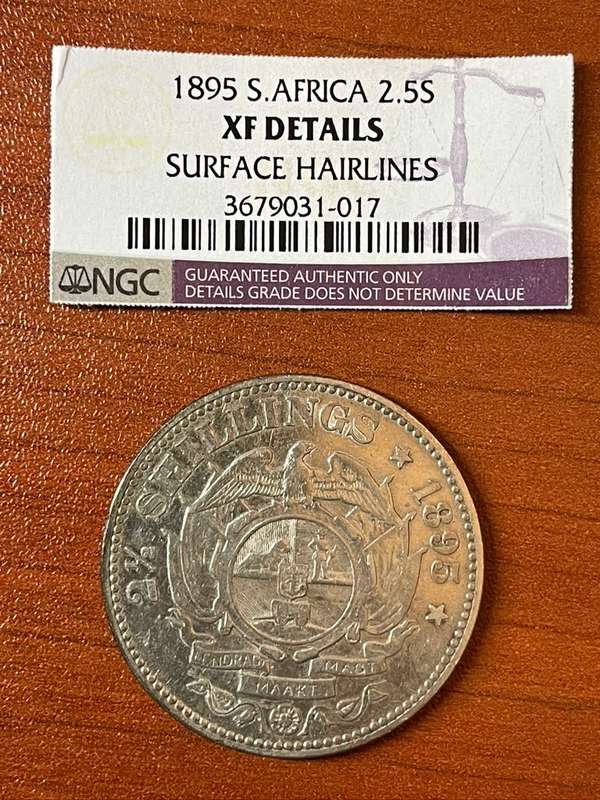 1895 S.AFRICA 2.5S
XF DETAILS
SURFACE HAIRLINES
3679031-017
NGC
GUARANTEED AUTHENTIC ONLY
DETAILS GRADE DOES NOT DETERMINE VALUE
2½ SHILLINGS
1895
EENDRAGT
MAAKT
MAGT